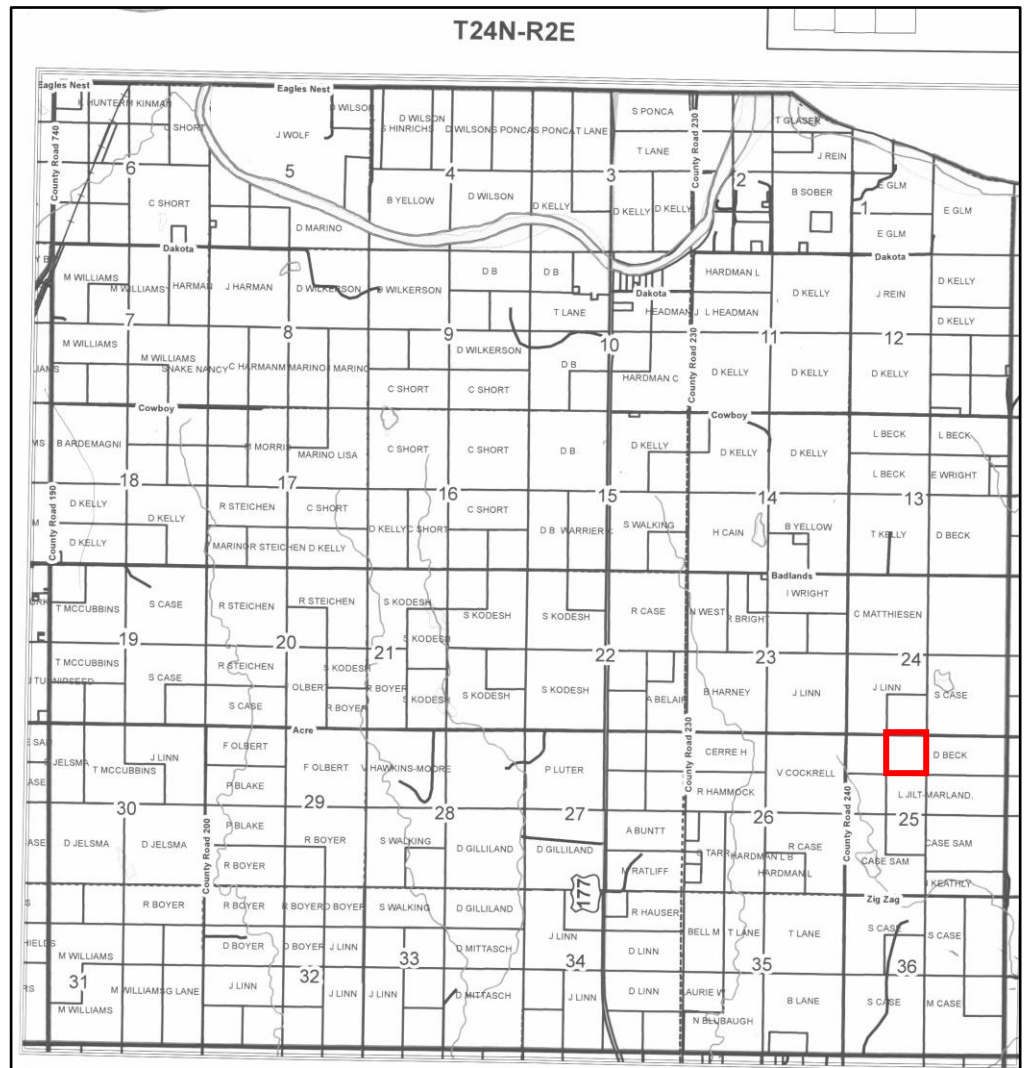 T24N-R2E
Eagles Nest
Eagles Nest
D WILSON
S PONCA
T GLASER
C SHORT
J WOLF
S HINRICHS
D WILSON
D WILSON
S PONCA
S PONCA
T LANE
T LANE
J REIN
County Road 740
County Road 230
6
5
4
3
2
1
B YELLOW
D WILSON
B SOBER
E GLM
E GLM
C SHORT
D KELLY
D KELLY
D KELLY
E GLM
D MARINO
Dakota
Dakota
M WILLIAMS
M WILLIAMS
HARMAN
J HARMAN
D WILKERSON
D WILKERSON
D B
D B
HARDMAN L
D KELLY
J REIN
D KELLY
Dakota
T LANE
HEADMAN J
L HEADMAN
D KELLY
7
8
9
10
11
12
County Road 230
M WILLIAMS
M WILLIAMS
SNAKE NANCY
C HARMAN
M MARINO
MARINO
D WILKERSON
D B
HARDMAN C
D KELLY
D KELLY
D KELLY
C SHORT
C SHORT
Cowboy
Cowboy
B ARDEMAGNI
M MORRIS
MARINO LISA
C SHORT
C SHORT
D B
D KELLY
D KELLY
D KELLY
L BECK
L BECK
L BECK
E WRIGHT
18
17
16
15
14
13
County Road 190
D KELLY
D KELLY
D KELLY
R STEICHEN
C SHORT
C SHORT
D KELLY
C SHORT
D B
WARRIER
S WALKING
H CAIN
B YELLOW
T KELLY
D BECK
MARINO
R STEICHEN
D KELLY
Badlands
T MCCUBBINS
S CASE
R STEICHEN
R STEICHEN
S KODESH
S KODESH
S KODESH
R CASE
N WEST
R BRIGHT
I WRIGHT
C MATTHIESEN
S KODESH
19
20
21
22
23
24
T MCCUBBINS
S CASE
R STEICHEN
S KODESH
OLBERT
R BOYER
S KODESH
S KODESH
S KODESH
A BELAIR
B HARNEY
J LINN
J LINN
S CASE
S CASE
R BOYER
County Road 230
Acre
D JELSMA
T MCCUBBINS
J LINN
F OLBERT
F OLBERT
V HAWKINS-MOORE
P LUTER
CERRE H
V COCKRELL
D BECK
P BLAKE
R HAMMOCK
County Road 240
L JILT-MARLAND.
30
29
28
27
26
25
County Road 200
D JELSMA
D JELSMA
P BLAKE
R BOYER
S WALKING
D GILLILAND
D GILLILAND
A BUNTT
HARDMAN L B
R CASE
CASE SAM
CASE SAM
R BOYER
M RATLIFF
HARDMAN L
177
Zig Zag
R BOYER
R BOYER
R BOYER
D BOYER
S WALKING
D GILLILAND
R HAUSER
BELL M
T LANE
T LANE
S CASE
S CASE
M WILLIAMS
D BOYER
D BOYER
J LINN
D MITTASCH
J LINN
D LINN
31
32
33
34
35
36
M WILLIAMS
M WILLIAMS
G LANE
J LINN
J LINN
J LINN
D MITTASCH
J LINN
D LINN
LAURIE W
B LANE
S CASE
M CASE
N BLUBAUGH